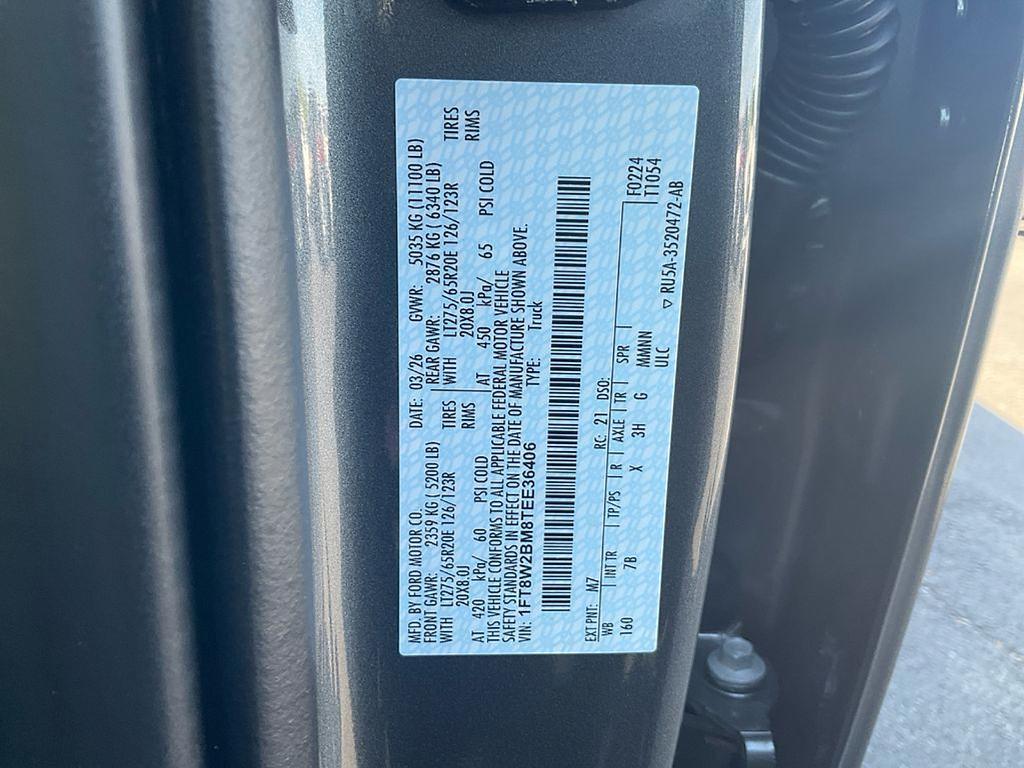 MFD. BY FORD MOTOR CO. DATE: 03/26 GVWR: 5035 KG (11100 LB)
FRONT GAWR: 2359 KG ( 5200 LB) REAR GAWR: 2876 KG ( 6340 LB)
WITH LT275/65R20E 126/123R TIRES WITH LT275/65R20E 126/123R TIRES
20X8.0J RIMS 20X8.0J RIMS
AT 420 kPa/ 60 PSI COLD AT 450 kPa/ 65 PSI COLD
THIS VEHICLE CONFORMS TO ALL APPLICABLE FEDERAL MOTOR VEHICLE
SAFETY STANDARDS IN EFFECT ON THE DATE OF MANUFACTURE SHOWN ABOVE.
VIN: 1FT8W2BM8TEE36406 TYPE: Truck
EXT PNT: M7 RC: 21 DSO: F0224
WB INT TR TP/PS R AXLE TR SPR T1054
160 7B X 3H G MMMNN
ULC ▽ RU5A-3520472-AB